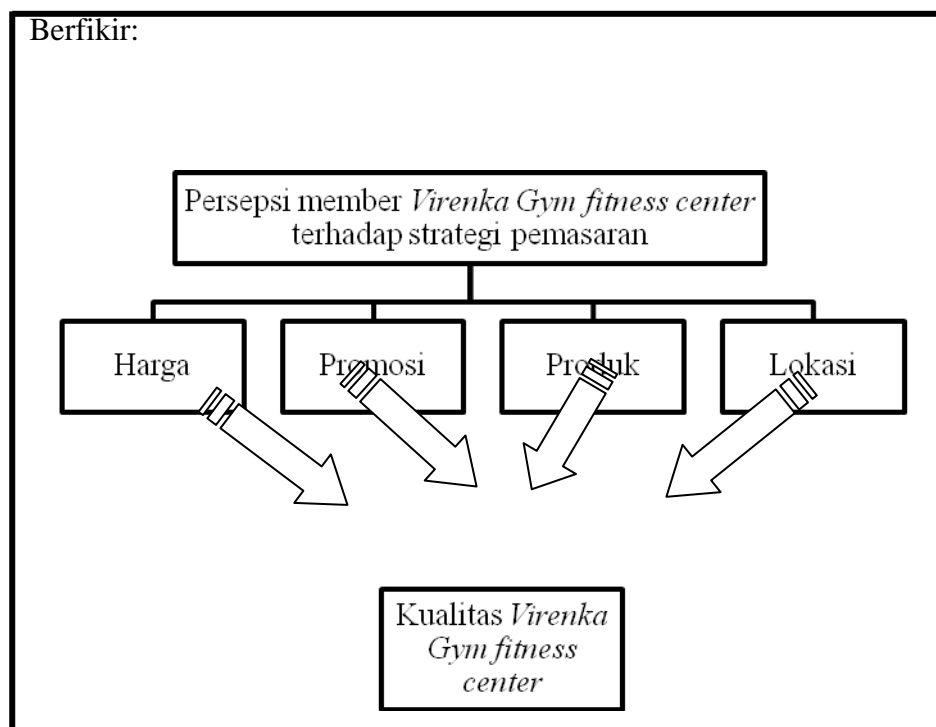 Berfikir:
Persepsi member Virenka Gym fitness center
terhadap strategi pemasaran
Harga
Promosi
Produk
Lokasi
Kualitas Virenka
Gym fitness
center